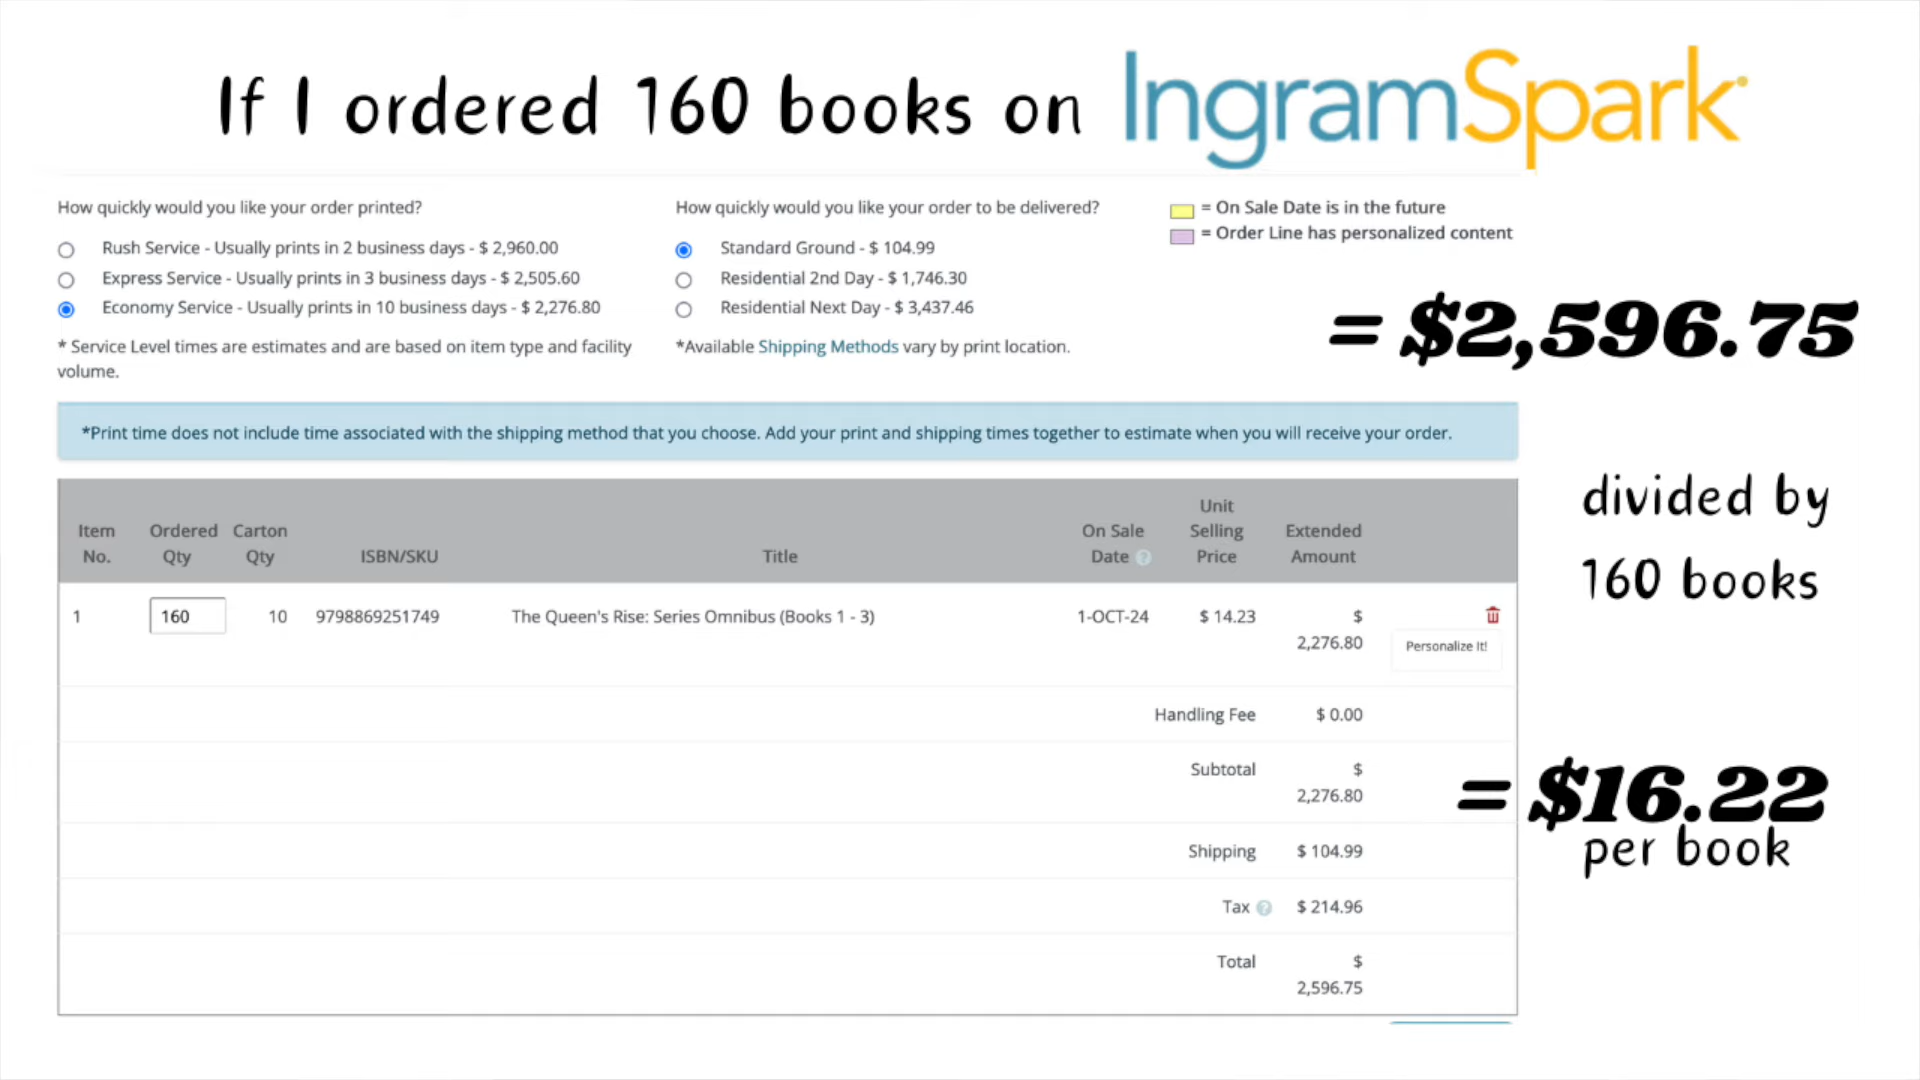 If I ordered 160 books on IngramSpark
How quickly would you like your order printed?
Rush Service - Usually prints in 2 business days - $ 2,960.00
Express Service - Usually prints in 3 business days - $ 2,505.60
Economy Service - Usually prints in 10 business days - $ 2,276.80
* Service Level times are estimates and are based on item type and facility
volume.
How quickly would you like your order to be delivered?
Standard Ground - $ 104.99
Residential 2nd Day - $ 1,746.30
Residential Next Day - $ 3,437.46
*Available Shipping Methods vary by print location.
= On Sale Date is in the future
= Order Line has personalized content
= $2,596.75
*Print time does not include time associated with the shipping method that you choose. Add your print and shipping times together to estimate when you will receive your order.
divided by
160 books
Item No. Ordered Qty Carton Qty ISBN/SKU Title On Sale Date ? Unit Selling Price Extended Amount
1 160 10 9798869251749 The Queen's Rise: Series Omnibus (Books 1 - 3) 1-OCT-24 $ 14.23 $ 2,276.80
Personalize It!
Handling Fee $ 0.00
Subtotal $ 2,276.80
Shipping $ 104.99
Tax ? $ 214.96
Total $ 2,596.75
= $16.22
per book